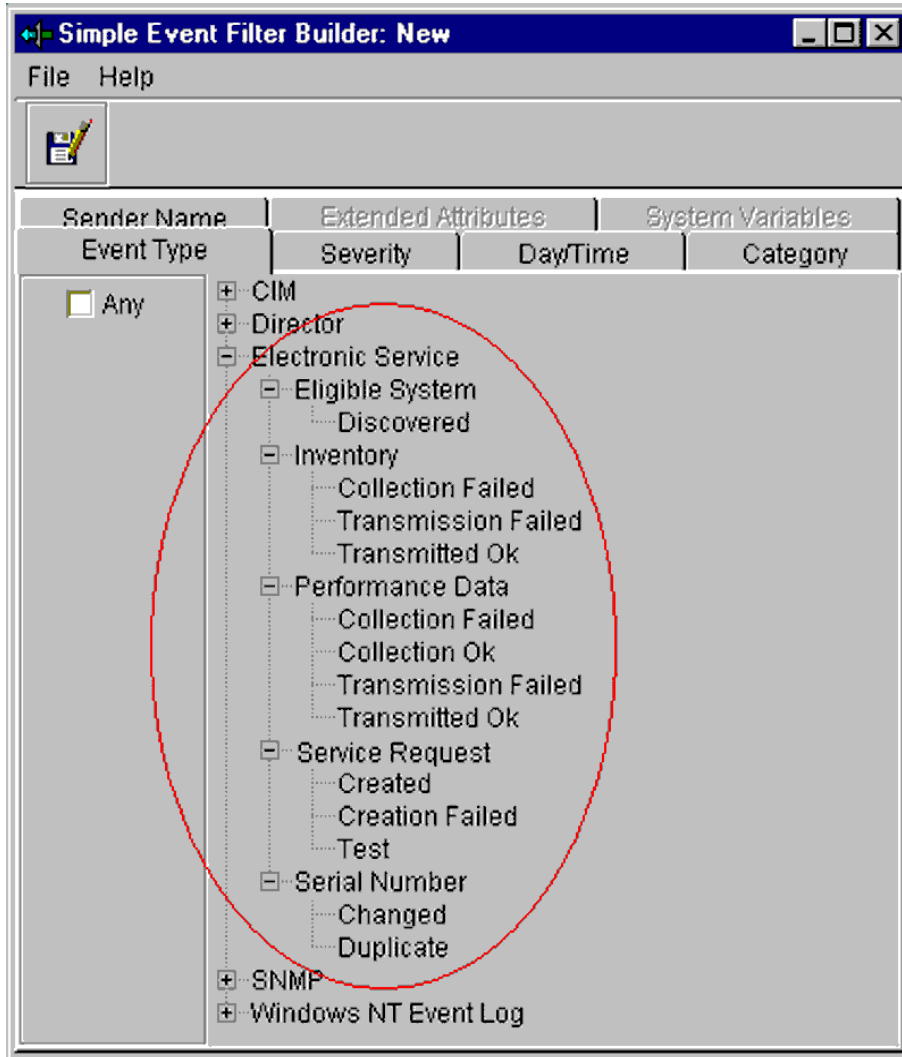 Simple Event Filter Builder: New
File Help
Sender Name Extended Attributes System Variables
Event Type Severity Day/Time Category
Any
CIM
Director
Electronic Service
Eligible System
Discovered
Inventory
Collection Failed
Transmission Failed
Transmitted Ok
Performance Data
Collection Failed
Collection Ok
Transmission Failed
Transmitted Ok
Service Request
Created
Creation Failed
Test
Serial Number
Changed
Duplicate
SNMP
Windows NT Event Log